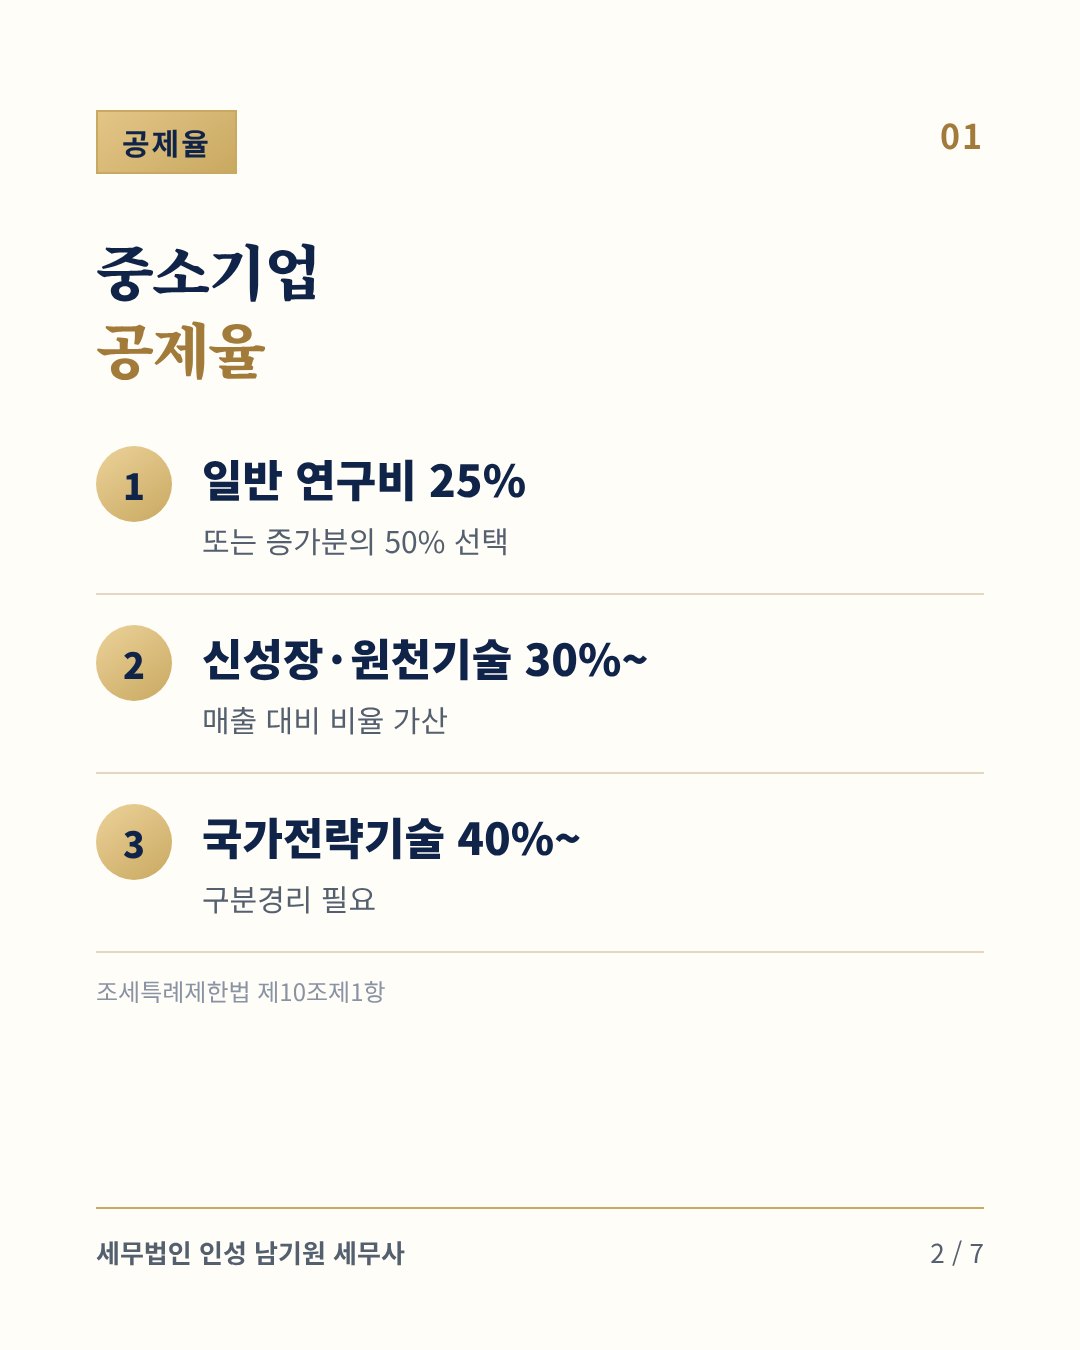 공제율
01
중소기업
공제율
1
일반 연구비 25%
또는 증가분의 50% 선택
2
신성장·원천기술 30%~
매출 대비 비율 가산
3
국가전략기술 40%~
구분경리 필요
조세특례제한법 제10조제1항
세무법인 인성 남기원 세무사
2 / 7